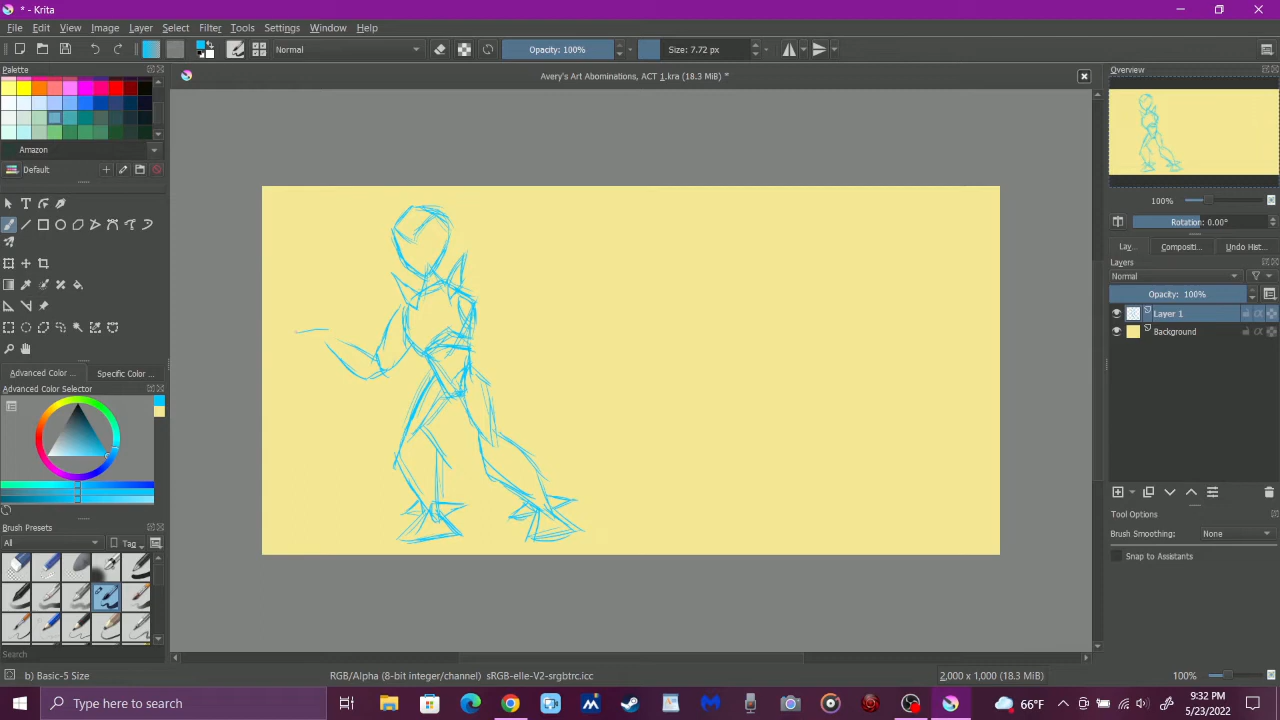 * - Krita
File Edit View Image Layer Select Filter Tools Settings Window Help
Normal Opacity: 100% Size: 7.72 px
Palette
Avery's Art Abominations, ACT 1.kra (18.3 MiB) *
Overview
Amazon
Default
100%
Rotation: 0.00°
Lay... Compositi... Undo Hist...
Layers
Normal
Opacity: 100%
Layer 1
Background
Advanced Color ... Specific Color ...
Advanced Color Selector
Tool Options
Brush Smoothing: None
Snap to Assistants
Brush Presets
All Tag
Search
b) Basic-5 Size RGB/Alpha (8-bit integer/channel) sRGB-elle-V2-srgbtrc.icc 2,000 x 1,000 (18.3 MiB) 100%
Type here to search 66°F 9:32 PM
5/23/2022